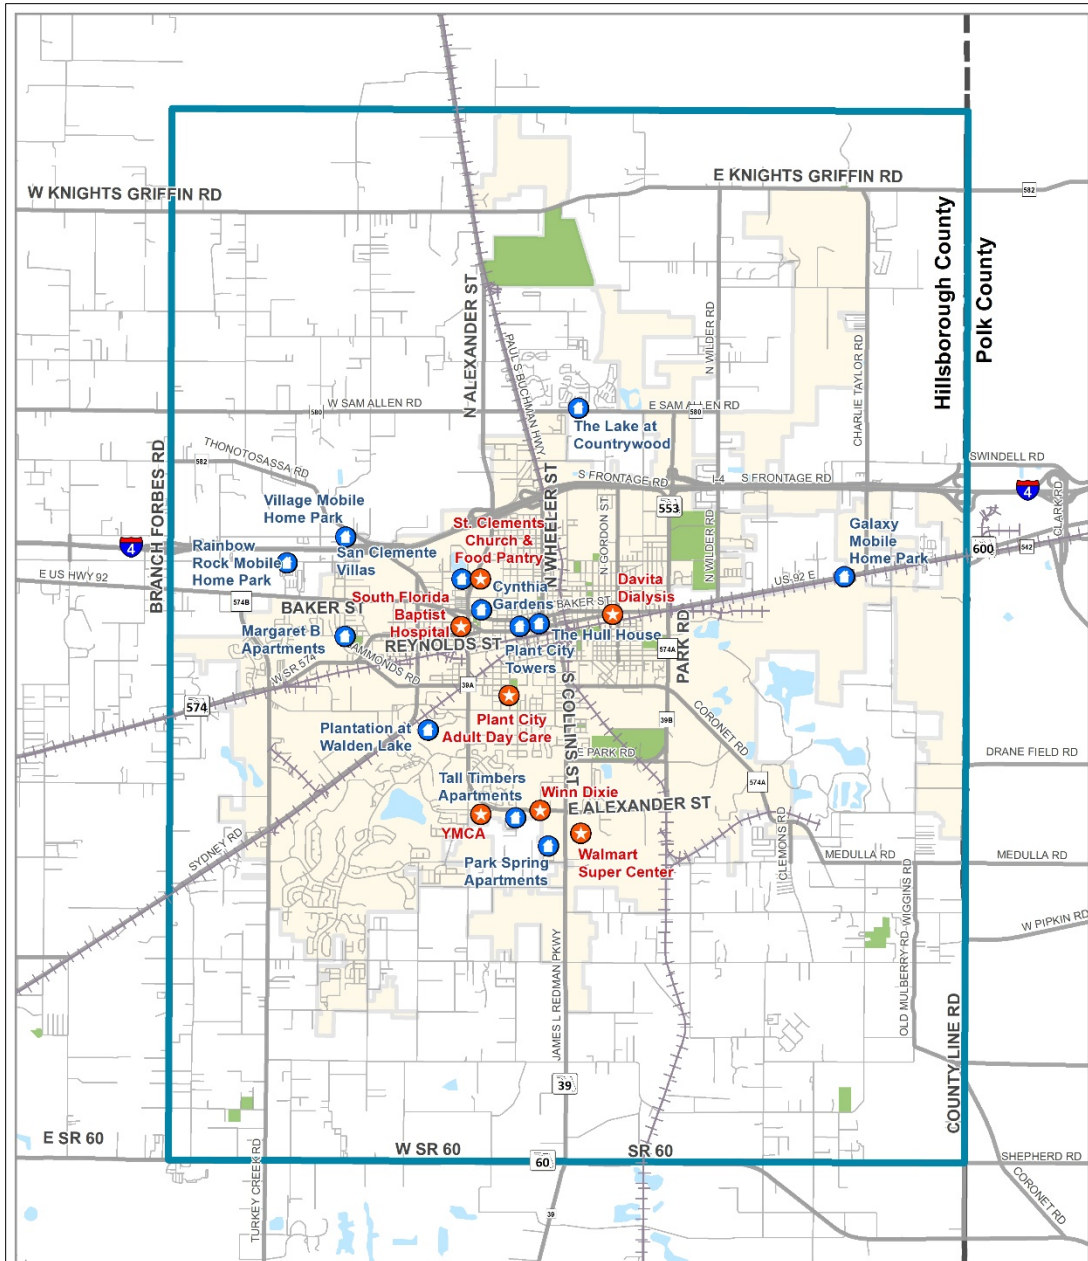 W KNIGHTS GRIFFIN RD
E KNIGHTS GRIFFIN RD
582
Hillsborough County
Polk County
N ALEXANDER ST
PAUL S BUCHMAN HWY
N WILDER RD
CHARLIE TAYLOR RD
W SAM ALLEN RD
580
E SAM ALLEN RD
580
The Lake at
Countrywood
THONOTOSASSA RD
582
BRANCH FORBES RD
S FRONTAGE RD
I-4
S FRONTAGE RD
SWINDELL RD
4
CLARK RD
Village Mobile
Home Park
N WHEELER ST
N GORDON ST
553
N WILDER RD
St. Clements
Church &
Food Pantry
San Clemente
Villas
Galaxy
Mobile
Home Park
600
542
4
Rainbow
Rock Mobile
Home Park
E US HWY 92
574B
US 92 E
Cynthia
Gardens
Davita
Dialysis
BAKER ST
BAKER ST
South Florida
Baptist
Hospital
The Hull House
Margaret B.
Apartments
REYNOLDS ST
Plant City
Towers
PARK RD
574A
W SR 574
AMMONDS RD
39A
574
S COLLINS ST
CORONET RD
39B
Plant City
Adult Day Care
Plantation at
Walden Lake
E PARK RD
DRANE FIELD RD
574A
Tall Timbers
Apartments
Winn Dixie
E ALEXANDER ST
YMCA
CLEMONS RD
Walmart
Super Center
Park Spring
Apartments
SYDNEY RD
MEDULLA RD
MEDULLA RD
OLD MULBERRY RD-WIGGINS RD
W PIPKIN RD
JAMES L REDMAN PKWY
39
COUNTY LINE RD
E SR 60
W SR 60
60
SR 60
SHEPHERD RD
TURKEY CREEK RD
39
CORONET RD